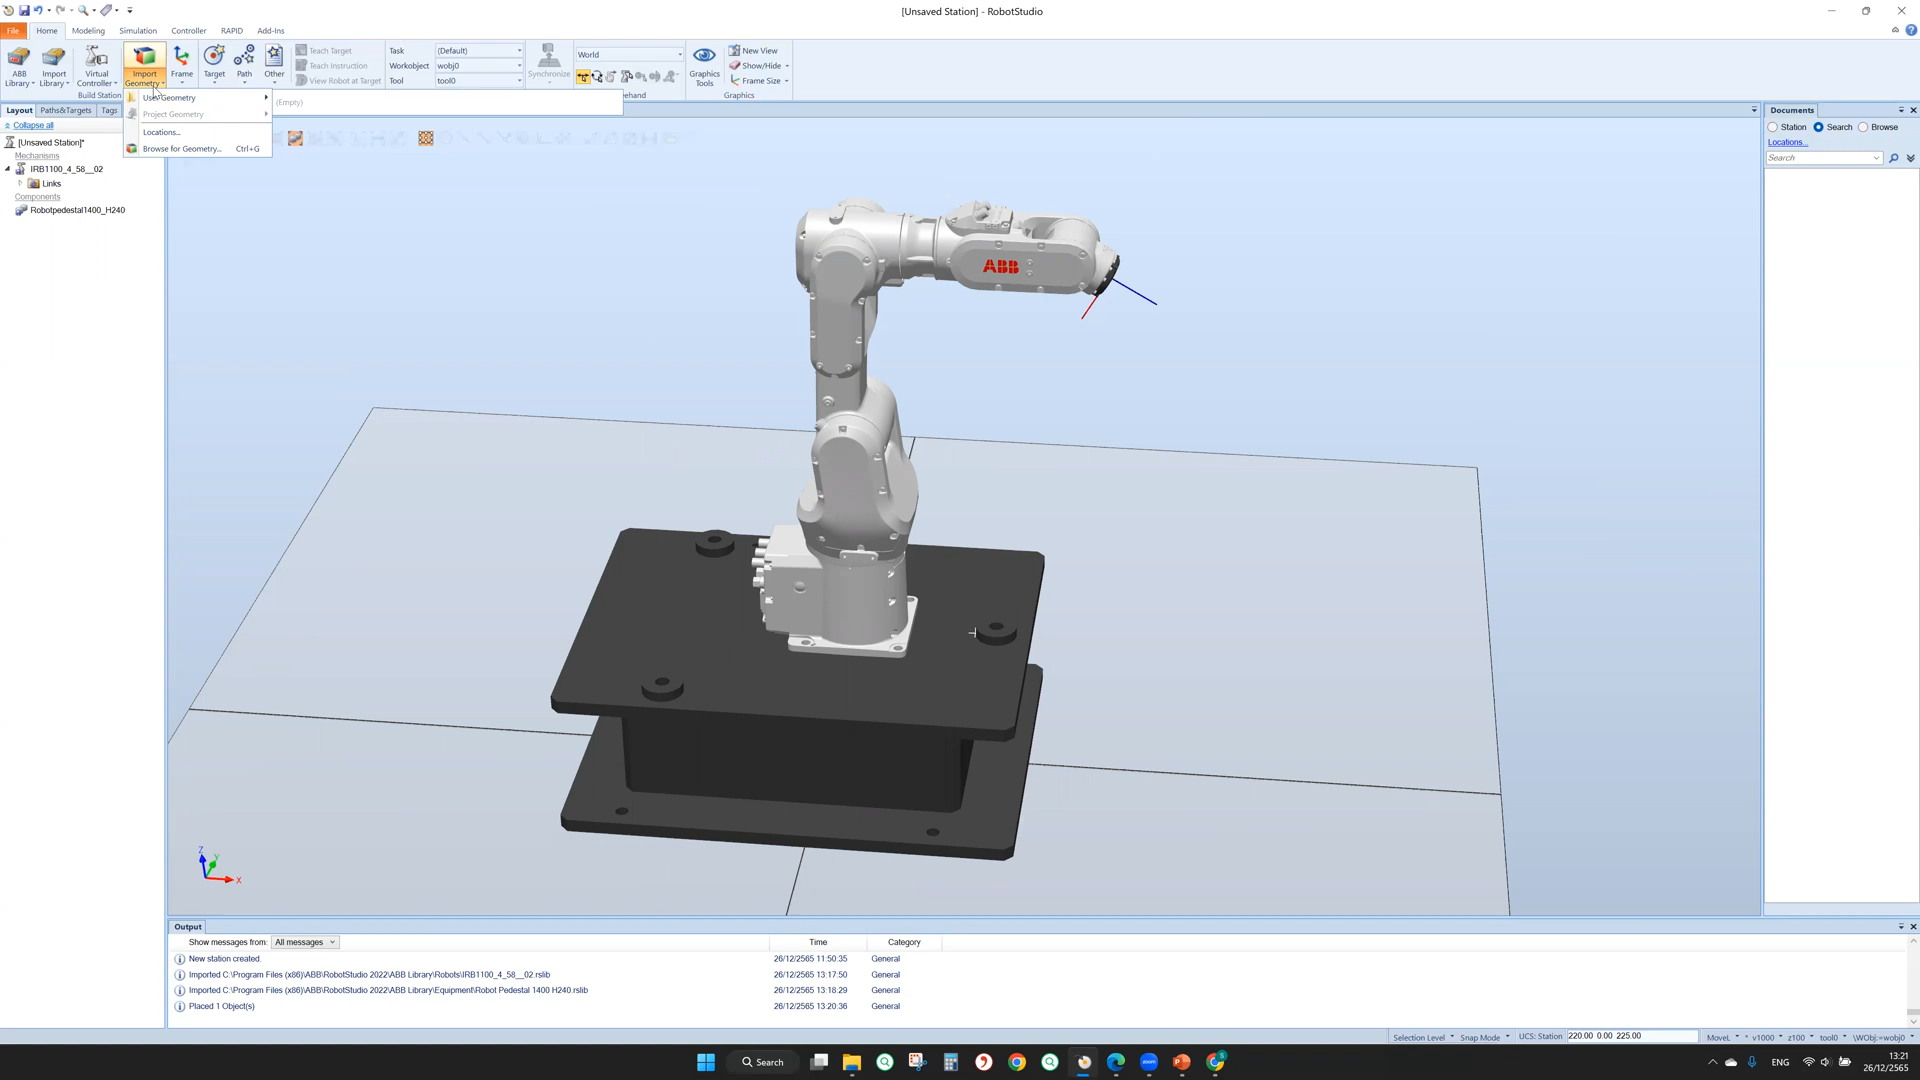 [Unsaved Station] - RobotStudio
File Home Modeling Simulation Controller RAPID Add-Ins
ABB Library
Import Library
Virtual Controller
Import Geometry
Frame
Target
Path
Other
Teach Target
Teach Instruction
View Robot at Target
Task (Default)
Workobject wobj0
Tool tool0
Synchronize
World
Graphics Tools
New View
Show/Hide
Frame Size
Build Station
Graphics
Layout Paths&Targets Tags
Collapse all
[Unsaved Station]*
Mechanisms
IRB1100_4_58__02
Links
Components
Robotpedestal1400_H240
(Empty)
Project Geometry
Locations...
Browse for Geometry... Ctrl+G
ABB
Z
Y
X
Documents
Station Search Browse
Locations...
Search
Output
Show messages from: All messages Time Category
New station created. 26/12/2565 11:50:35 General
Imported C:\Program Files (x86)\ABB\RobotStudio 2022\ABB Library\Robots\IRB1100_4_58__02.rslib 26/12/2565 13:17:50 General
Imported C:\Program Files (x86)\ABB\RobotStudio 2022\ABB Library\Equipment\Robot Pedestal 1400 H240.rslib 26/12/2565 13:18:29 General
Placed 1 Object(s) 26/12/2565 13:20:36 General
Selection Level Snap Mode UCS: Station 220.00 0.00 225.00 MoveL * v1000 z100 tool0 \WObj:=wobj0
Search
ENG
13:21
26/12/2565